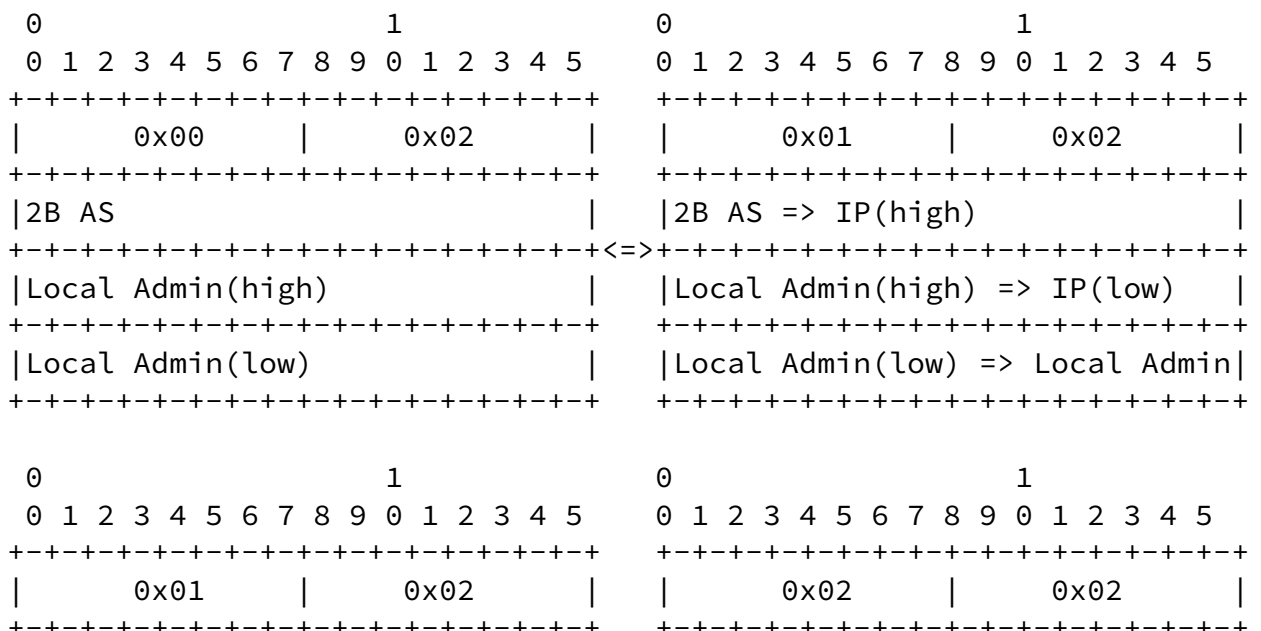 0                   1               0                   1
 0 1 2 3 4 5 6 7 8 9 0 1 2 3 4 5    0 1 2 3 4 5 6 7 8 9 0 1 2 3 4 5
+-+-+-+-+-+-+-+-+-+-+-+-+-+-+-+-+   +-+-+-+-+-+-+-+-+-+-+-+-+-+-+-+-+
|      0x00     |     0x02      |   |      0x01     |     0x02      |
+-+-+-+-+-+-+-+-+-+-+-+-+-+-+-+-+   +-+-+-+-+-+-+-+-+-+-+-+-+-+-+-+-+
|2B AS                          |   |2B AS => IP(high)              |
+-+-+-+-+-+-+-+-+-+-+-+-+-+-+-+-+<=>+-+-+-+-+-+-+-+-+-+-+-+-+-+-+-+-+
|Local Admin(high)              |   |Local Admin(high) => IP(low)   |
+-+-+-+-+-+-+-+-+-+-+-+-+-+-+-+-+   +-+-+-+-+-+-+-+-+-+-+-+-+-+-+-+-+
|Local Admin(low)               |   |Local Admin(low) => Local Admin|
+-+-+-+-+-+-+-+-+-+-+-+-+-+-+-+-+   +-+-+-+-+-+-+-+-+-+-+-+-+-+-+-+-+
 0                   1               0                   1
 0 1 2 3 4 5 6 7 8 9 0 1 2 3 4 5    0 1 2 3 4 5 6 7 8 9 0 1 2 3 4 5
+-+-+-+-+-+-+-+-+-+-+-+-+-+-+-+-+   +-+-+-+-+-+-+-+-+-+-+-+-+-+-+-+-+
|      0x01     |     0x02      |   |      0x02     |     0x02      |
+-+-+-+-+-+-+-+-+-+-+-+-+-+-+-+-+   +-+-+-+-+-+-+-+-+-+-+-+-+-+-+-+-+